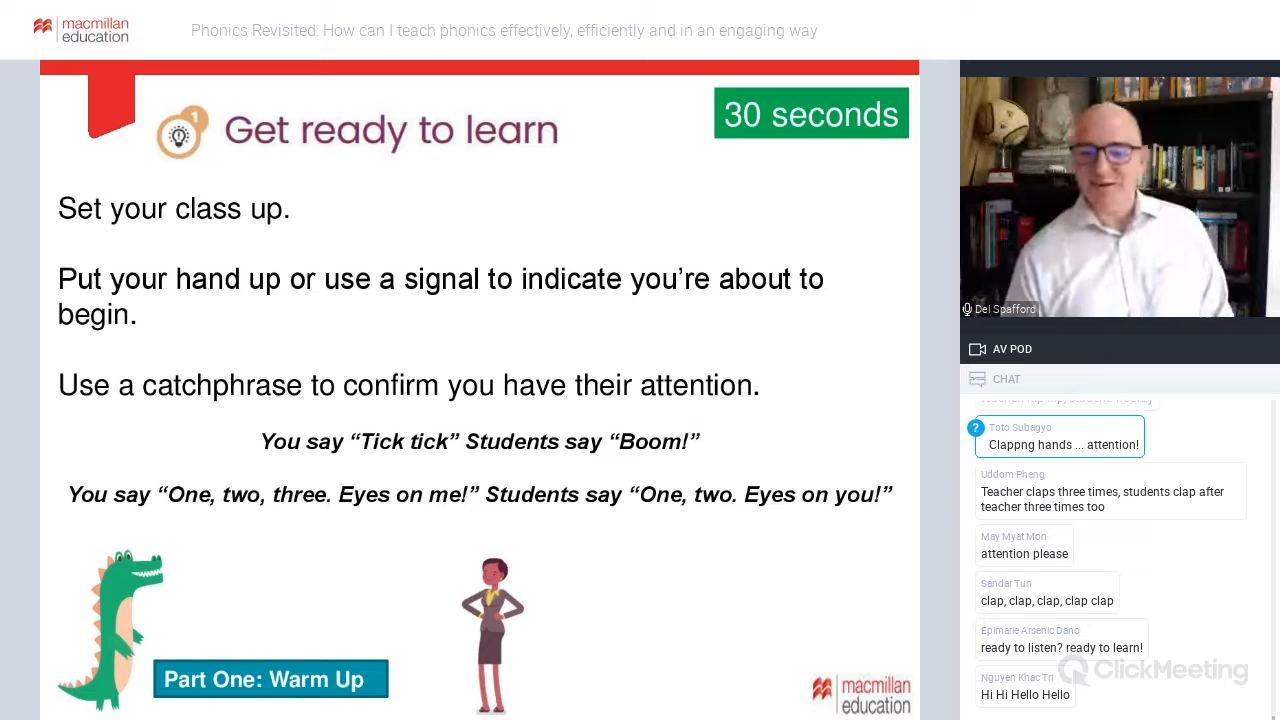 macmillan
education
Phonics Revisited: How can I teach phonics effectively, efficiently and in an engaging way
1
Get ready to learn
30 seconds
Set your class up.
Put your hand up or use a signal to indicate you’re about to
begin.
Use a catchphrase to confirm you have their attention.
You say “Tick tick” Students say “Boom!”
You say “One, two, three. Eyes on me!” Students say “One, two. Eyes on you!”
Part One: Warm Up
macmillan
education
Del Spafford
AV POD
CHAT
?
Toto Subagyo
Clappng hands ... attention!
Uddom Pheng
Teacher claps three times, students clap after
teacher three times too
May Myat Mon
attention please
Sandar Tun
clap, clap, clap, clap clap
Epimarie Arsenic Dano
ready to listen? ready to learn!
Nguyen Khac Tri
Hi Hi Hello Hello
ClickMeeting